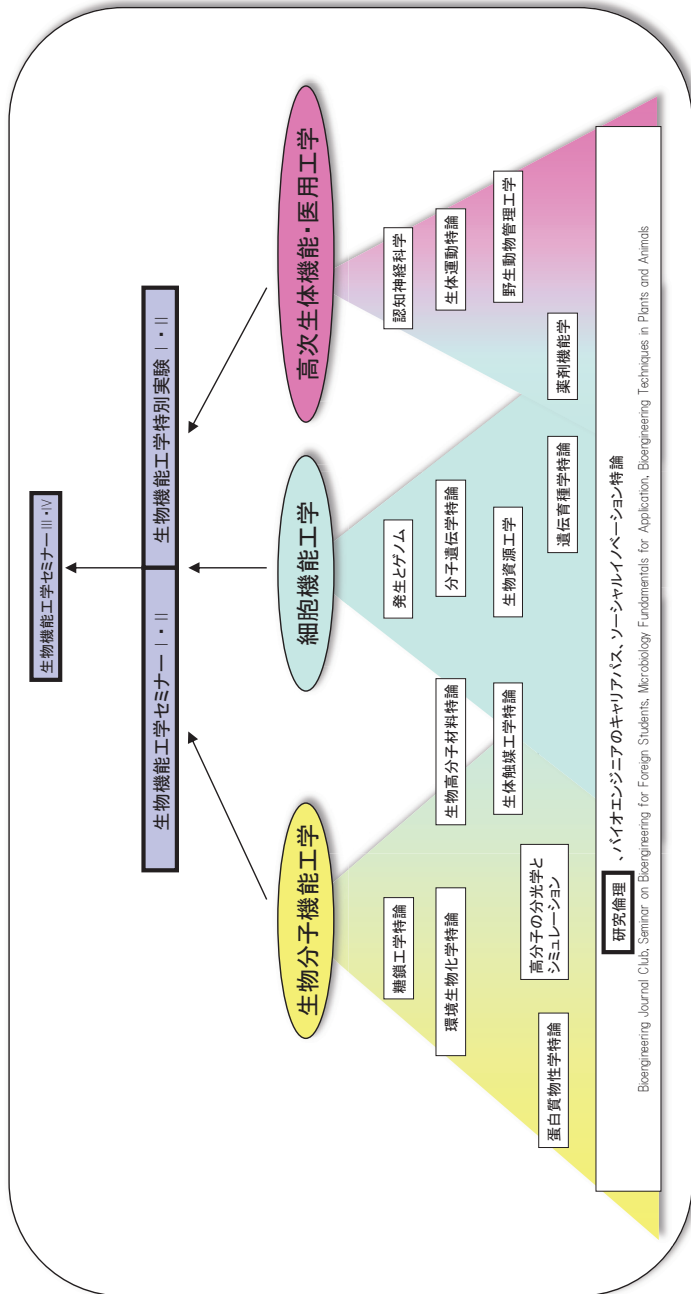 生物機能工学セミナー III・IV
生物機能工学セミナー I・II
生物機能工学特別実験 I・II
生物分子機能工学
細胞機能工学
高次生体機能・医用工学
糖鎖工学特論
発生とゲノム
認知神経科学
環境生物化学特論
生物高分子材料特論
分子遺伝学特論
生体運動特論
生体触媒工学特論
生物資源工学
野生動物管理工学
高分子の分光学と
シミュレーション
蛋白質物性学特論
遺伝育種学特論
薬剤機能学
研究倫理、バイオエンジニアのキャリアパス、ソーシャルイノベーション特論
Bioengineering Journal Club, Seminar on Bioengineering for Foreign Students, Microbiology Fundamentals for Application, Bioengineering Techniques in Plants and Animals